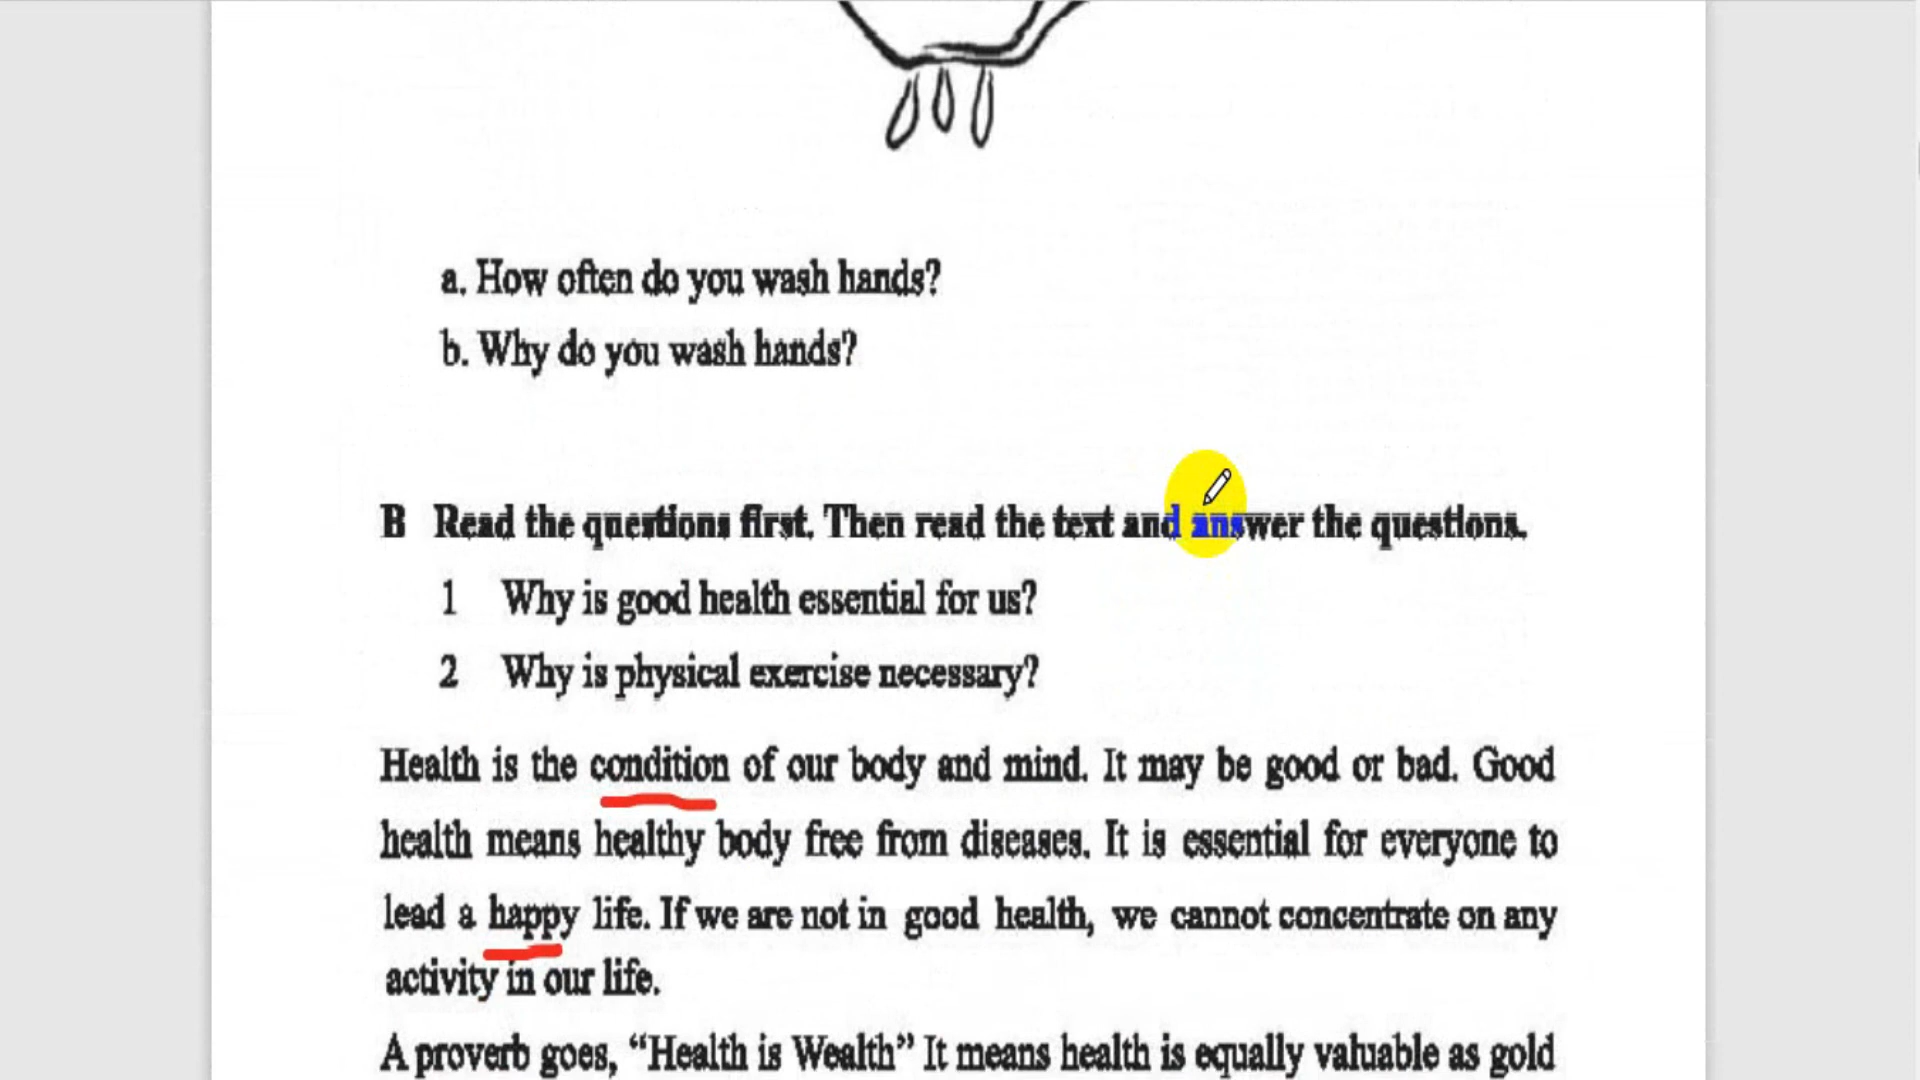 a. How often do you wash hands?
b. Why do you wash hands?
B Read the questions first. Then read the text and answer the questions.
1 Why is good health essential for us?
2 Why is physical exercise necessary?
Health is the condition of our body and mind. It may be good or bad. Good
health means healthy body free from diseases. It is essential for everyone to
lead a happy life. If we are not in good health, we cannot concentrate on any
activity in our life.
A proverb goes, “Health is Wealth” It means health is equally valuable as gold